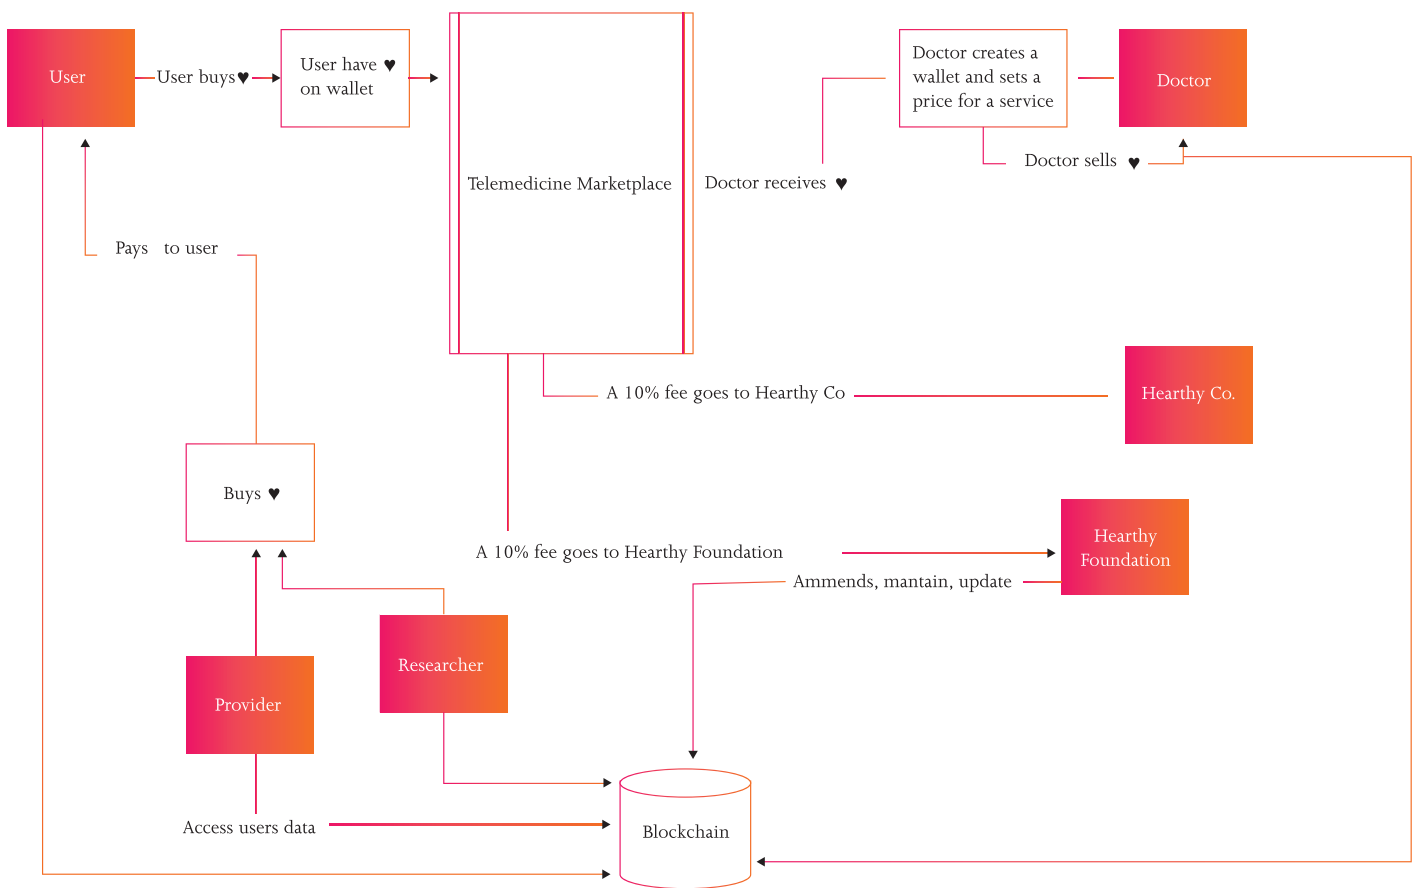 User
User buys ♥
User have ♥
on wallet
Telemedicine Marketplace
Doctor receives ♥
Doctor creates a
wallet and sets a
price for a service
Doctor
Doctor sells ♥
Pays to user
A 10% fee goes to Hearthy Co
Hearthy Co.
Buys ♥
A 10% fee goes to Hearthy Foundation
Hearthy
Foundation
Ammends, mantain, update
Researcher
Provider
Access users data
Blockchain